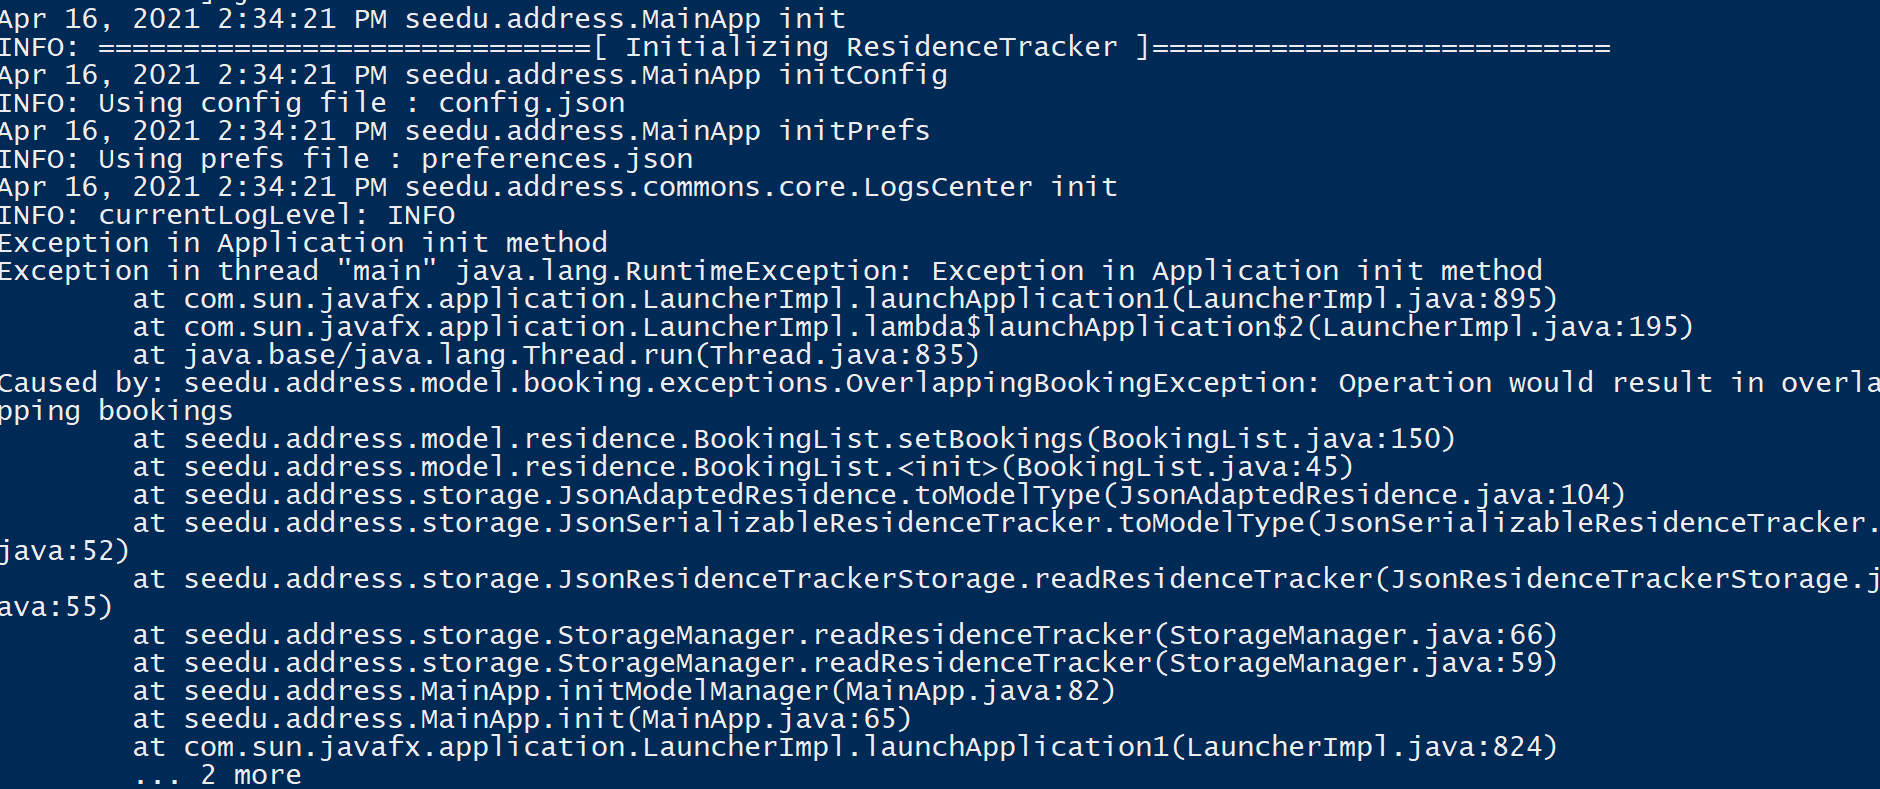 Apr 16, 2021 2:34:21 PM seedu.address.MainApp init
INFO: =============================[ Initializing ResidenceTracker ]===========================
Apr 16, 2021 2:34:21 PM seedu.address.MainApp initConfig
INFO: Using config file : config.json
Apr 16, 2021 2:34:21 PM seedu.address.MainApp initPrefs
INFO: Using prefs file : preferences.json
Apr 16, 2021 2:34:21 PM seedu.address.commons.core.LogsCenter init
INFO: currentLogLevel: INFO
Exception in Application init method
Exception in thread "main" java.lang.RuntimeException: Exception in Application init method
        at com.sun.javafx.application.LauncherImpl.launchApplication1(LauncherImpl.java:895)
        at com.sun.javafx.application.LauncherImpl.lambda$launchApplication$2(LauncherImpl.java:195)
        at java.base/java.lang.Thread.run(Thread.java:835)
Caused by: seedu.address.model.booking.exceptions.OverlappingBookingException: Operation would result in overla
pping bookings
        at seedu.address.model.residence.BookingList.setBookings(BookingList.java:150)
        at seedu.address.model.residence.BookingList.<init>(BookingList.java:45)
        at seedu.address.storage.JsonAdaptedResidence.toModelType(JsonAdaptedResidence.java:104)
        at seedu.address.storage.JsonSerializableResidenceTracker.toModelType(JsonSerializableResidenceTracker.
java:52)
        at seedu.address.storage.JsonResidenceTrackerStorage.readResidenceTracker(JsonResidenceTrackerStorage.j
ava:55)
        at seedu.address.storage.StorageManager.readResidenceTracker(StorageManager.java:66)
        at seedu.address.storage.StorageManager.readResidenceTracker(StorageManager.java:59)
        at seedu.address.MainApp.initModelManager(MainApp.java:82)
        at seedu.address.MainApp.init(MainApp.java:65)
        at com.sun.javafx.application.LauncherImpl.launchApplication1(LauncherImpl.java:824)
        ... 2 more